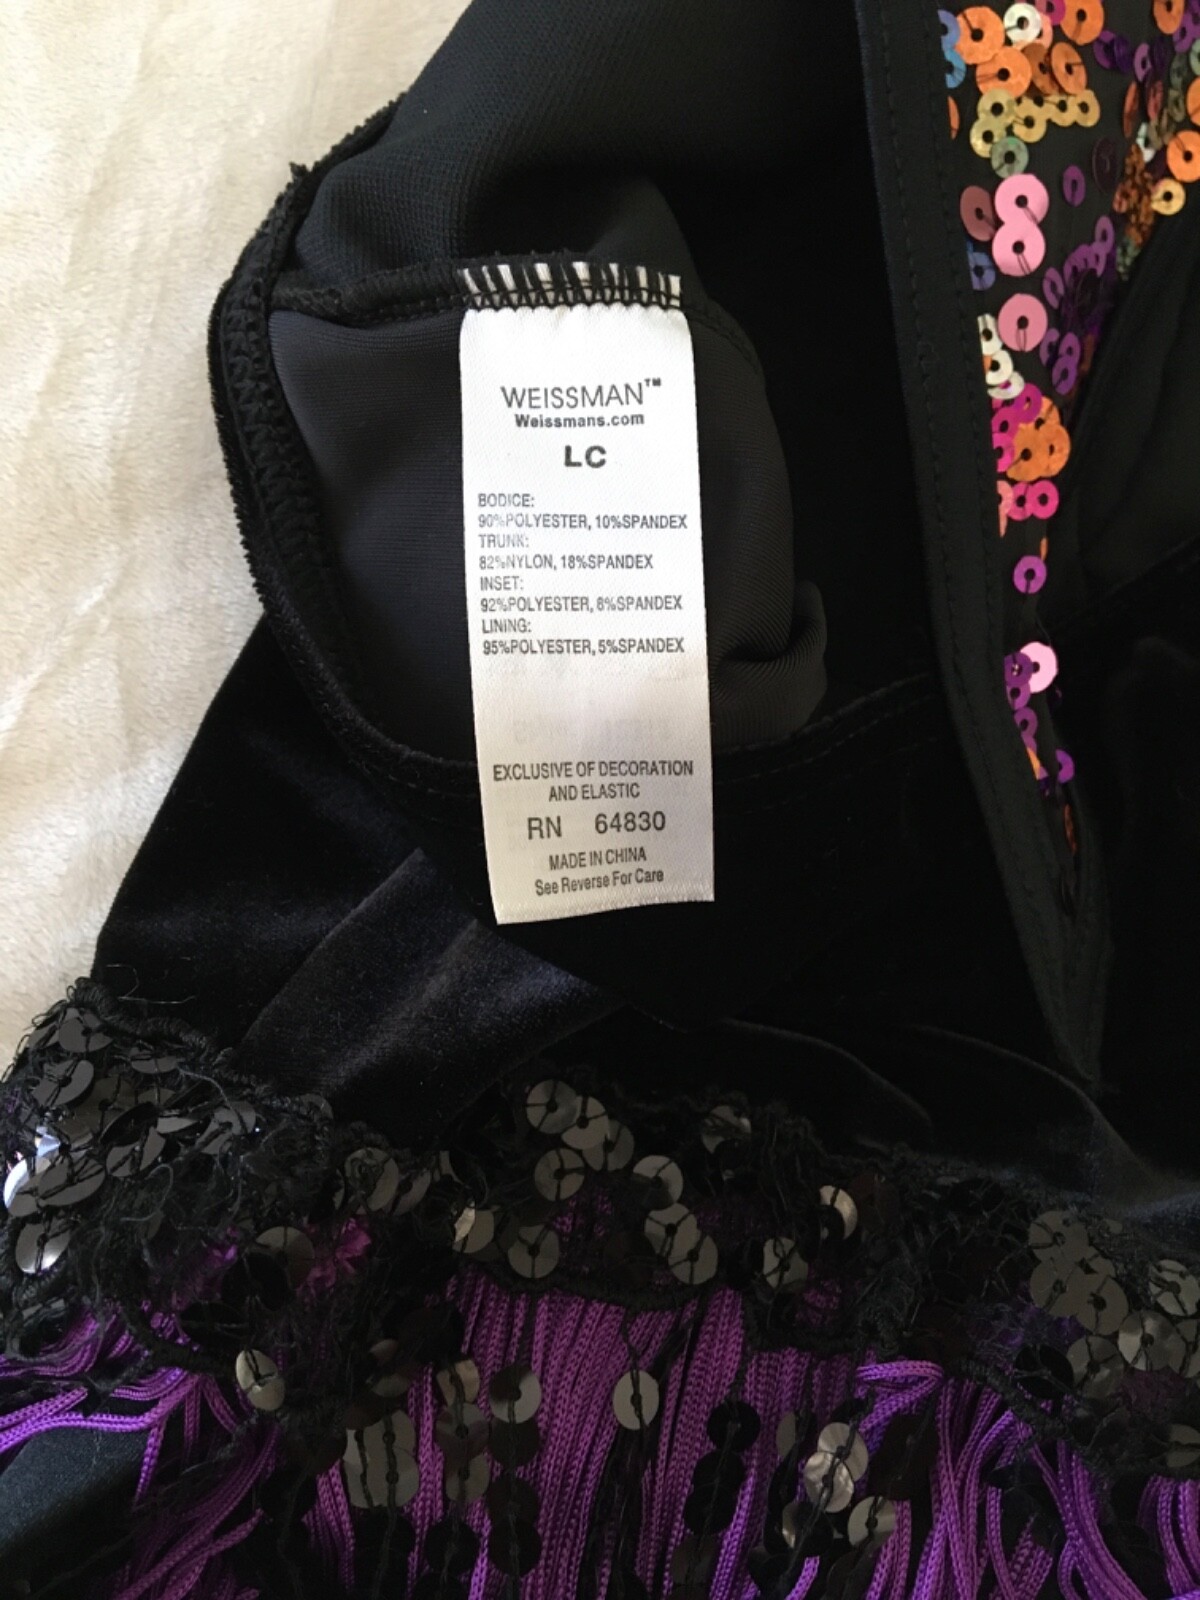 WEISSMAN™
Weissmans.com
LC
BODICE:
90%POLYESTER, 10%SPANDEX
TRUNK:
82%NYLON, 18%SPANDEX
INSET:
92%POLYESTER, 8%SPANDEX
LINING:
95%POLYESTER, 5%SPANDEX
EXCLUSIVE OF DECORATION
AND ELASTIC
RN 64830
MADE IN CHINA
See Reverse For Care